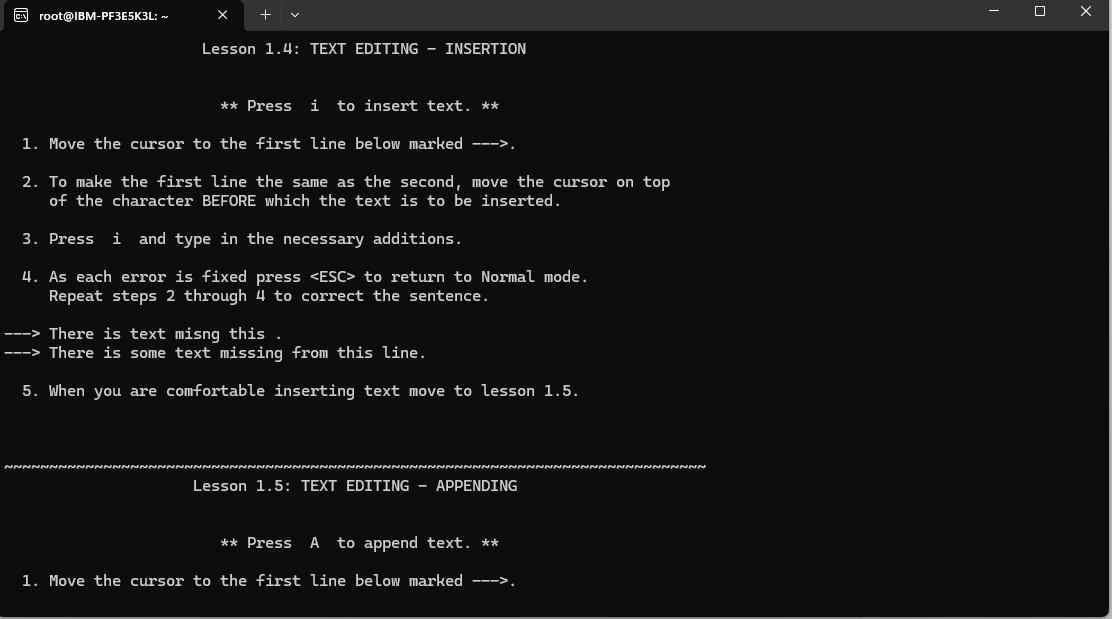 root@IBM-PF3E5K3L: ~
Lesson 1.4: TEXT EDITING - INSERTION
** Press  i  to insert text. **
1. Move the cursor to the first line below marked --->.
2. To make the first line the same as the second, move the cursor on top
of the character BEFORE which the text is to be inserted.
3. Press  i  and type in the necessary additions.
4. As each error is fixed press <ESC> to return to Normal mode.
Repeat steps 2 through 4 to correct the sentence.
---> There is text misng this .
---> There is some text missing from this line.
5. When you are comfortable inserting text move to lesson 1.5.
~~~~~~~~~~~~~~~~~~~~~~~~~~~~~~~~~~~~~~~~~~~~~~~~~~~~~~~~~~~~~~~~~~~~~~~~~~~~~~
Lesson 1.5: TEXT EDITING - APPENDING
** Press  A  to append text. **
1. Move the cursor to the first line below marked --->.